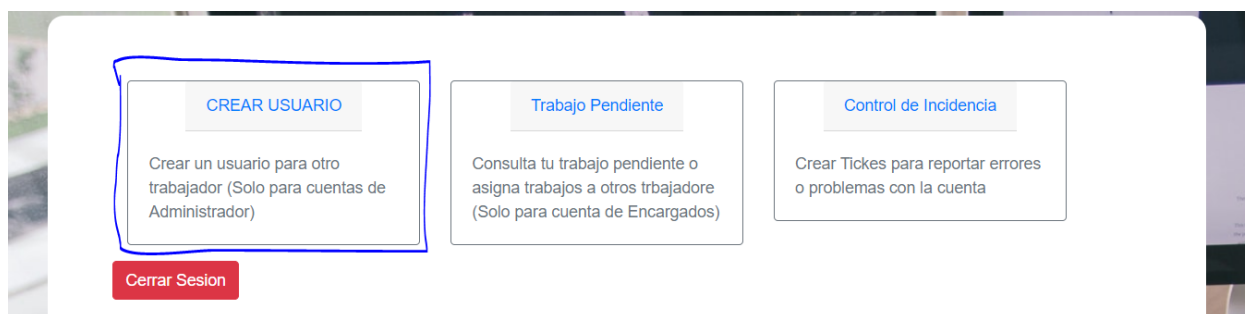 CREAR USUARIO
Crear un usuario para otro
trabajador (Solo para cuentas de
Administrador)
Trabajo Pendiente
Consulta tu trabajo pendiente o
asigna trabajos a otros trbajadore
(Solo para cuenta de Encargados)
Control de Incidencia
Crear Tickes para reportar errores
o problemas con la cuenta
Cerrar Sesion